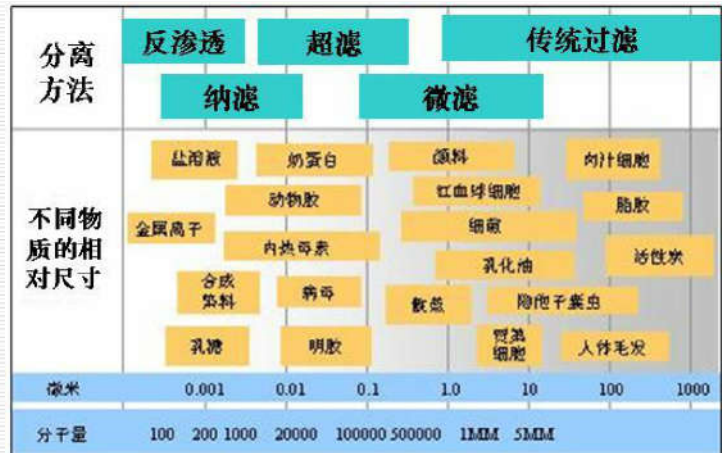 分离
方法
反渗透
超滤
传统过滤
纳滤
微滤
不同物
质的相
对尺寸
盐溶液
奶蛋白
颜料
肉汁细胞
动物胶
红血球细胞
脂胶
金属离子
细菌
内热毒素
活性炭
乳化油
合成
染料
病毒
散热
隐孢子囊虫
乳糖
明胶
细胞
人体毛发
微米 0.001 0.01 0.1 1.0 10 100 1000
分子量 100 200 1000 20000 100000 500000 1MM 5MM